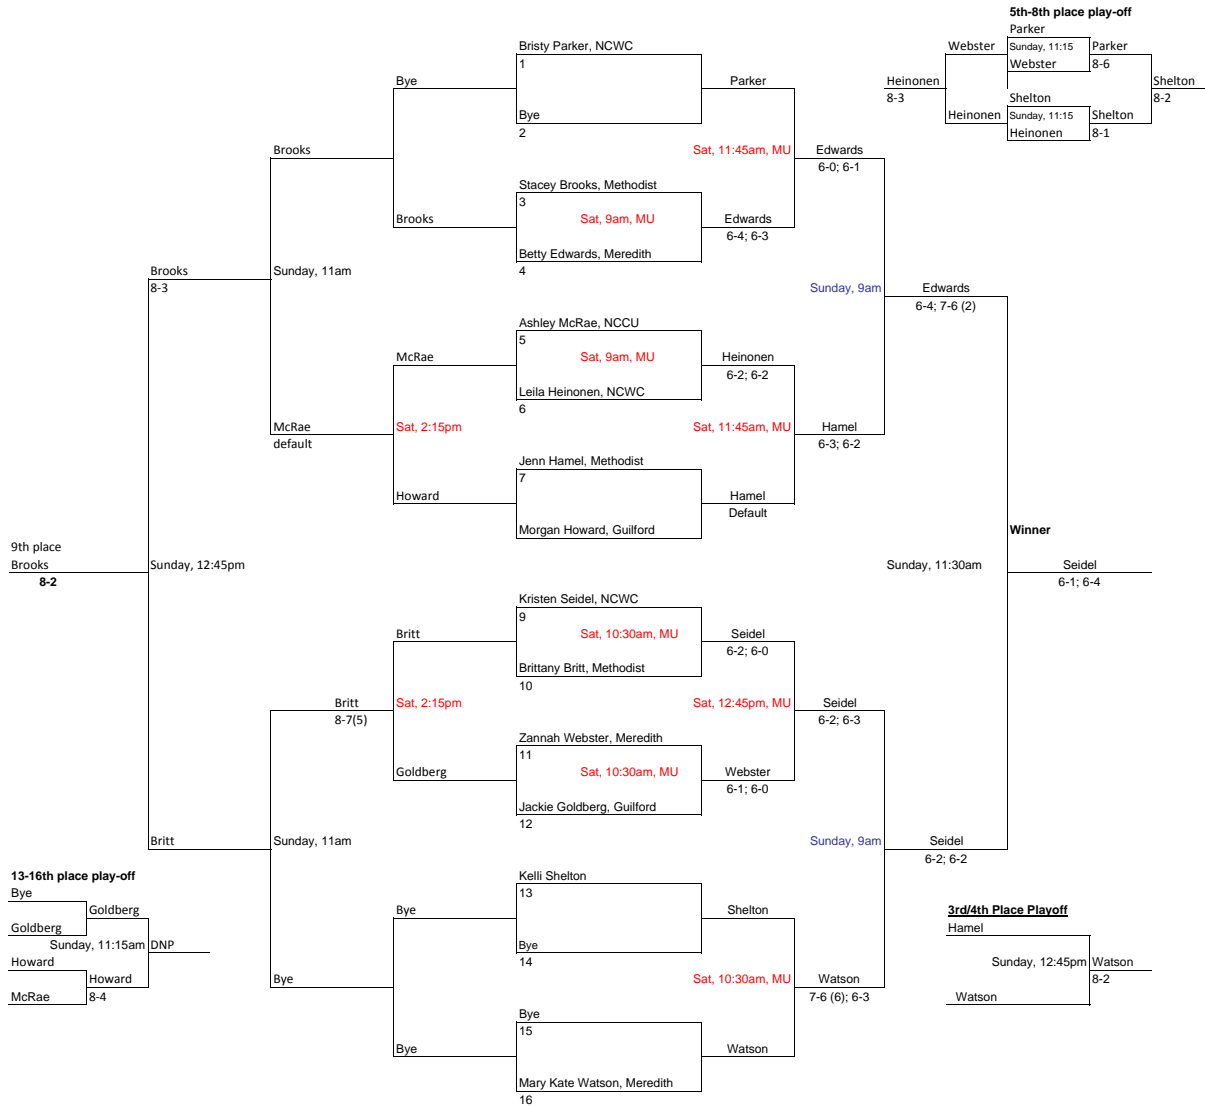 5th-8th place play-off
Parker
Bristy Parker, NCWC
Webster
Sunday, 11:15
Parker
1
Webster
8-6
Bye
Parker
Heinonen
Shelton
8-3
8-2
Shelton
Bye
Heinonen
Sunday, 11:15
Shelton
2
Heinonen
8-1
Brooks
Sat, 11:45am, MU
Edwards
6-0; 6-1
Stacey Brooks, Methodist
3
Brooks
Sat, 9am, MU
Edwards
6-4; 6-3
Betty Edwards, Meredith
4
Brooks
Sunday, 11am
8-3
Sunday, 9am
Edwards
6-4; 7-6 (2)
Ashley McRae, NCCU
5
McRae
Sat, 9am, MU
Heinonen
6-2; 6-2
Leila Heinonen, NCWC
6
McRae
Sat, 2:15pm
Sat, 11:45am, MU
Hamel
default
6-3; 6-2
Jenn Hamel, Methodist
7
Howard
Hamel
Default
Morgan Howard, Guilford
Winner
9th place
Brooks
Sunday, 12:45pm
Sunday, 11:30am
Seidel
8-2
6-1; 6-4
Kristen Seidel, NCWC
9
Britt
Sat, 10:30am, MU
Seidel
6-2; 6-0
Brittany Britt, Methodist
10
Britt
Sat, 2:15pm
Sat, 12:45pm, MU
Seidel
8-7(5)
6-2; 6-3
Zannah Webster, Meredith
11
Goldberg
Sat, 10:30am, MU
Webster
6-1; 6-0
Jackie Goldberg, Guilford
12
Britt
Sunday, 11am
Sunday, 9am
Seidel
6-2; 6-2
13-16th place play-off
Kelli Shelton
Bye
13
Goldberg
Bye
Shelton
3rd/4th Place Playoff
Goldberg
Hamel
Sunday, 11:15am
DNP
Bye
14
Howard
Sunday, 12:45pm
Watson
Howard
Bye
Sat, 10:30am, MU
Watson
8-2
McRae
8-4
7-6 (6); 6-3
Watson
Bye
15
Bye
Watson
Mary Kate Watson, Meredith
16